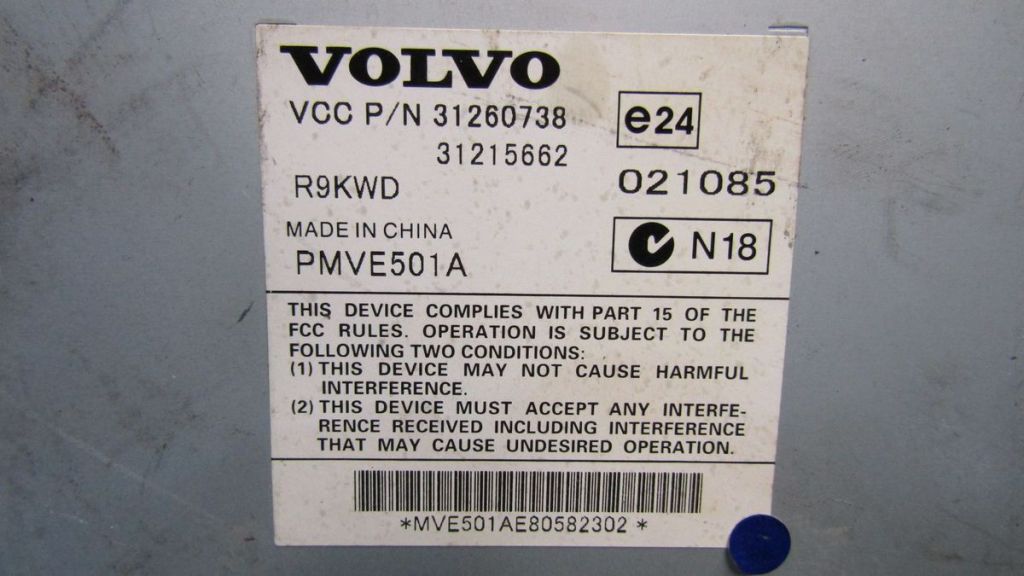 VOLVO
VCC P/N 31260738
e24
31215662
R9KWD
021085
MADE IN CHINA
N18
PMVE501A
THIS DEVICE COMPLIES WITH PART 15 OF THE
FCC RULES. OPERATION IS SUBJECT TO THE
FOLLOWING TWO CONDITIONS:
(1) THIS DEVICE MAY NOT CAUSE HARMFUL
INTERFERENCE.
(2) THIS DEVICE MUST ACCEPT ANY INTERFE-
RENCE RECEIVED INCLUDING INTERFERENCE
THAT MAY CAUSE UNDESIRED OPERATION.
*MVE501AE80582302*